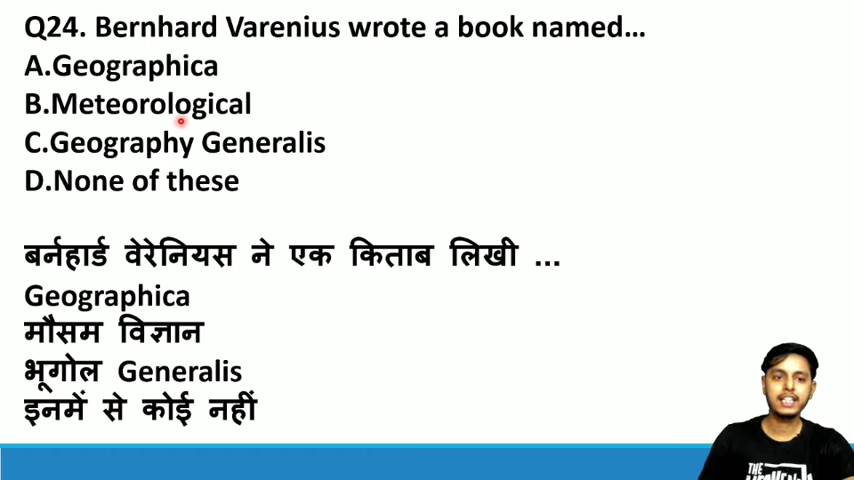 Q24. Bernhard Varenius wrote a book named...
A.Geographica
B.Meteorological
C.Geography Generalis
D.None of these
बर्नहार्ड वेरेनियस ने एक किताब लिखी ...
Geographica
मौसम विज्ञान
भूगोल Generalis
इनमें से कोई नहीं
THE